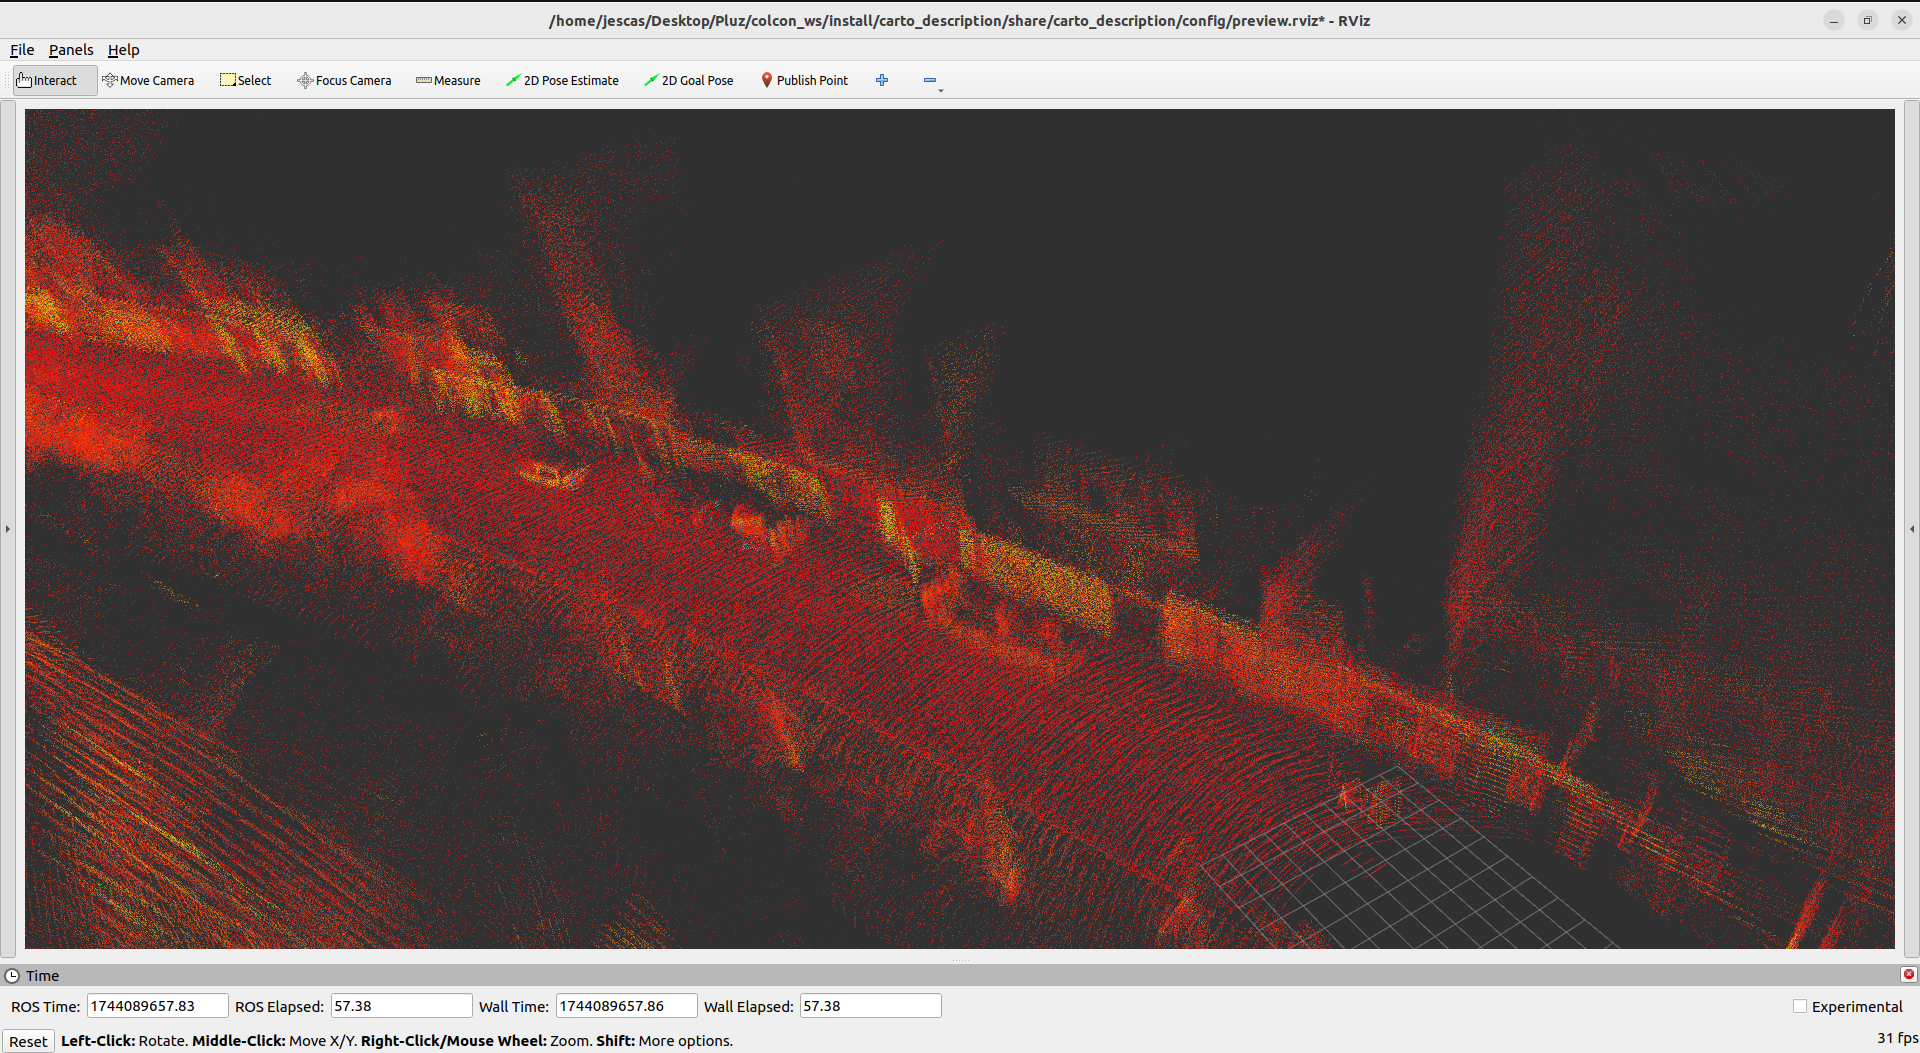 /home/jescas/Desktop/Pluz/colcon_ws/install/carto_description/share/carto_description/config/preview.rviz* - RViz
File Panels Help
Interact Move Camera Select Focus Camera Measure 2D Pose Estimate 2D Goal Pose Publish Point
Time
ROS Time: 1744089657.83 ROS Elapsed: 57.38 Wall Time: 1744089657.86 Wall Elapsed: 57.38 Experimental
Reset Left-Click: Rotate. Middle-Click: Move X/Y. Right-Click/Mouse Wheel: Zoom. Shift: More options. 31 fps